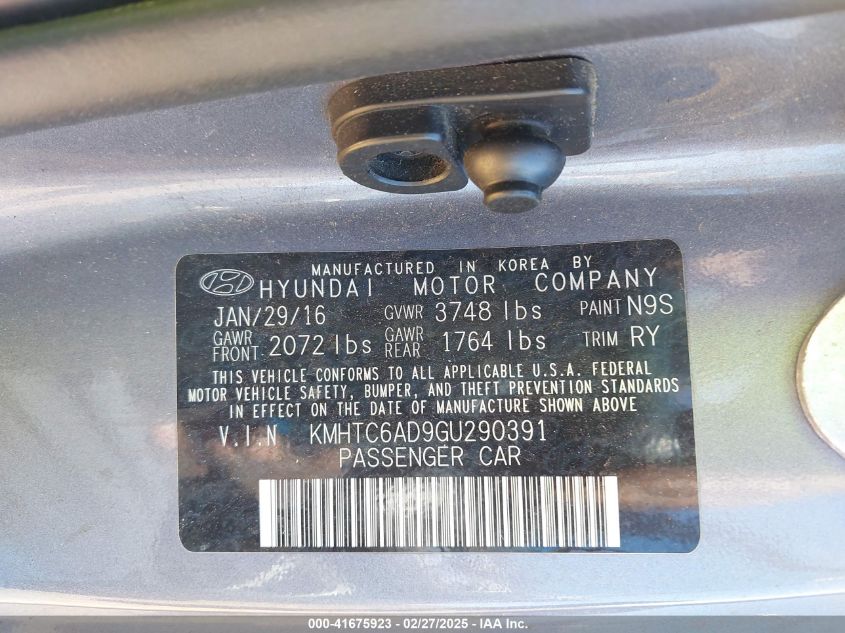 MANUFACTURED IN KOREA BY
HYUNDAI MOTOR COMPANY
JAN/29/16 GVWR 3748 lbs PAINT N9S
GAWR FRONT 2072 lbs GAWR REAR 1764 lbs TRIM RY
THIS VEHICLE CONFORMS TO ALL APPLICABLE U.S.A. FEDERAL
MOTOR VEHICLE SAFETY, BUMPER, AND THEFT PREVENTION STANDARDS
IN EFFECT ON THE DATE OF MANUFACTURE SHOWN ABOVE
V.I.N KMHTC6AD9GU290391
PASSENGER CAR
000-41675923 - 02/27/2025 - IAA Inc.